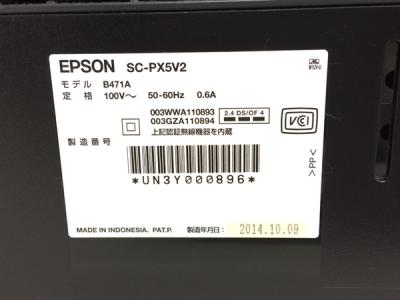 EPSON SC-PX5V2
モデル B471A
定格 100V～ 50-60Hz 0.6A
003WWA110893
003GZA110894
2.4 DS/OF 4
上記認証無線機器を内蔵
VCI
製造番号
*UN3Y000896*
>PP<
MADE IN INDONESIA. PAT.P.
製造年月日: 2014.10.09